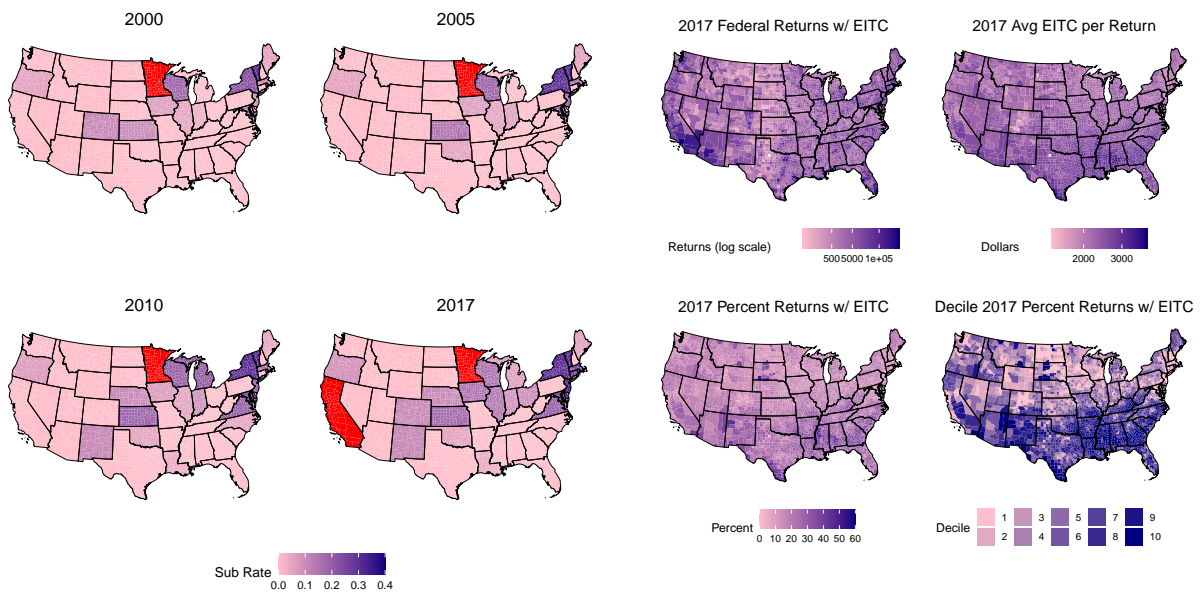 2000
2005
2010
2017
Sub Rate
0.0 0.1 0.2 0.3 0.4
2017 Federal Returns w/ EITC
2017 Avg EITC per Return
Returns (log scale)
500 5000 1e+05
Dollars
2000 3000
2017 Percent Returns w/ EITC
Decile 2017 Percent Returns w/ EITC
Percent
0 10 20 30 40 50 60
Decile
1 3 5 7 9
2 4 6 8 10